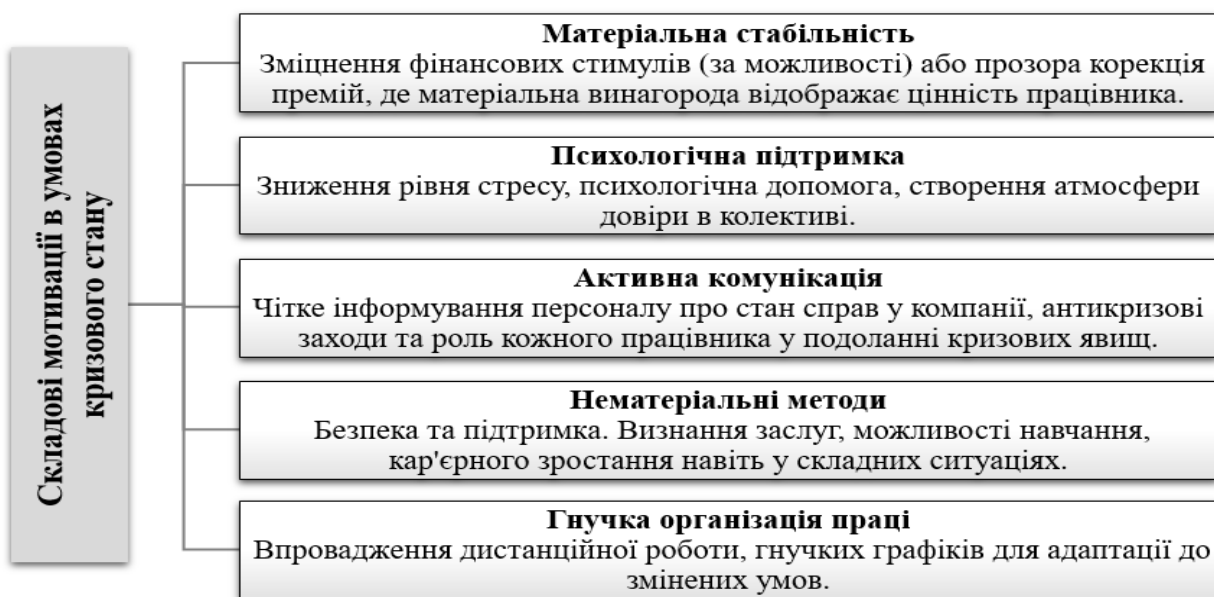 Складові мотивації в умовах
кризового стану
Матеріальна стабільність
Зміцнення фінансових стимулів (за можливості) або прозора корекція
премій, де матеріальна винагорода відображає цінність працівника.
Психологічна підтримка
Зниження рівня стресу, психологічна допомога, створення атмосфери
довіри в колективі.
Активна комунікація
Чітке інформування персоналу про стан справ у компанії, антикризові
заходи та роль кожного працівника у подоланні кризових явищ.
Нематеріальні методи
Безпека та підтримка. Визнання заслуг, можливості навчання,
кар'єрного зростання навіть у складних ситуаціях.
Гнучка організація праці
Впровадження дистанційної роботи, гнучких графіків для адаптації до
змінених умов.